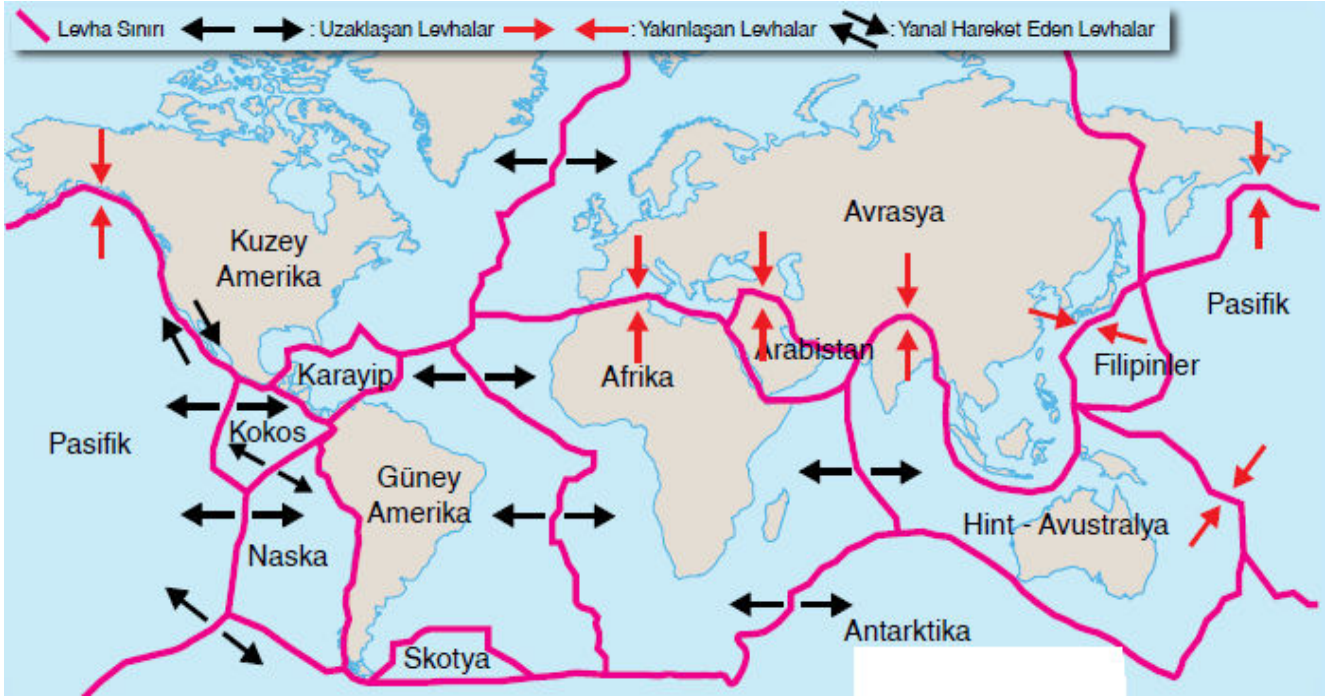 Levha Sınırı : Uzaklaşan Levhalar : Yakınlaşan Levhalar : Yanal Hareket Eden Levhalar
Avrasya
Kuzey
Amerika
Pasifik
Arabistan
Filipinler
Karayip
Afrika
Kokos
Pasifik
Güney
Amerika
Hint - Avustralya
Naska
Antarktika
Skotya